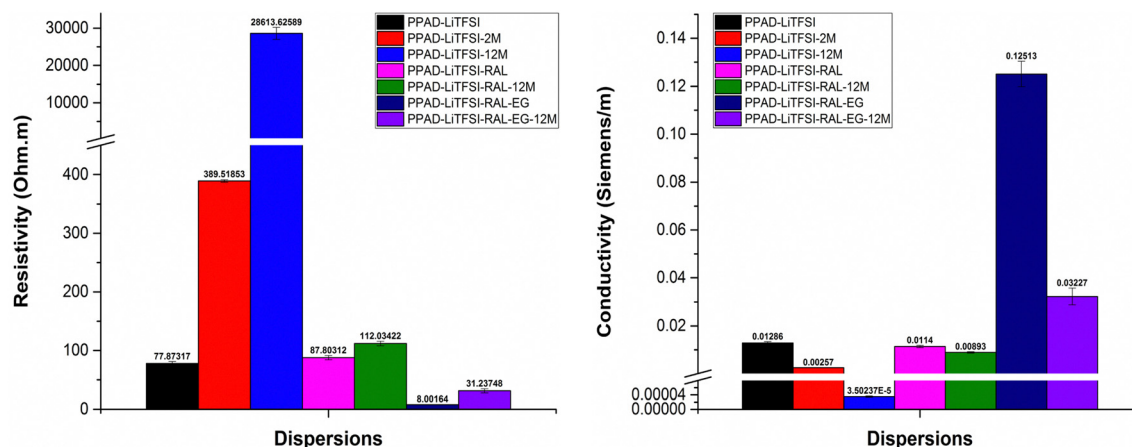 Resistivity (Ohm.m)
30000
20000
10000
400
300
200
100
0
28613.62589
389.51853
77.87317
87.80312
112.03422
8.00164
31.23748
PPAD-LiTFSI
PPAD-LiTFSI-2M
PPAD-LiTFSI-12M
PPAD-LiTFSI-RAL
PPAD-LiTFSI-RAL-12M
PPAD-LiTFSI-RAL-EG
PPAD-LiTFSI-RAL-EG-12M
Dispersions
Conductivity (Siemens/m)
0.14
0.12
0.10
0.08
0.06
0.04
0.02
0.00004
0.00000
PPAD-LiTFSI
PPAD-LiTFSI-2M
PPAD-LiTFSI-12M
PPAD-LiTFSI-RAL
PPAD-LiTFSI-RAL-12M
PPAD-LiTFSI-RAL-EG
PPAD-LiTFSI-RAL-EG-12M
0.12513
0.03227
0.01286
0.00257
3.50237E-5
0.0114
0.00893
Dispersions